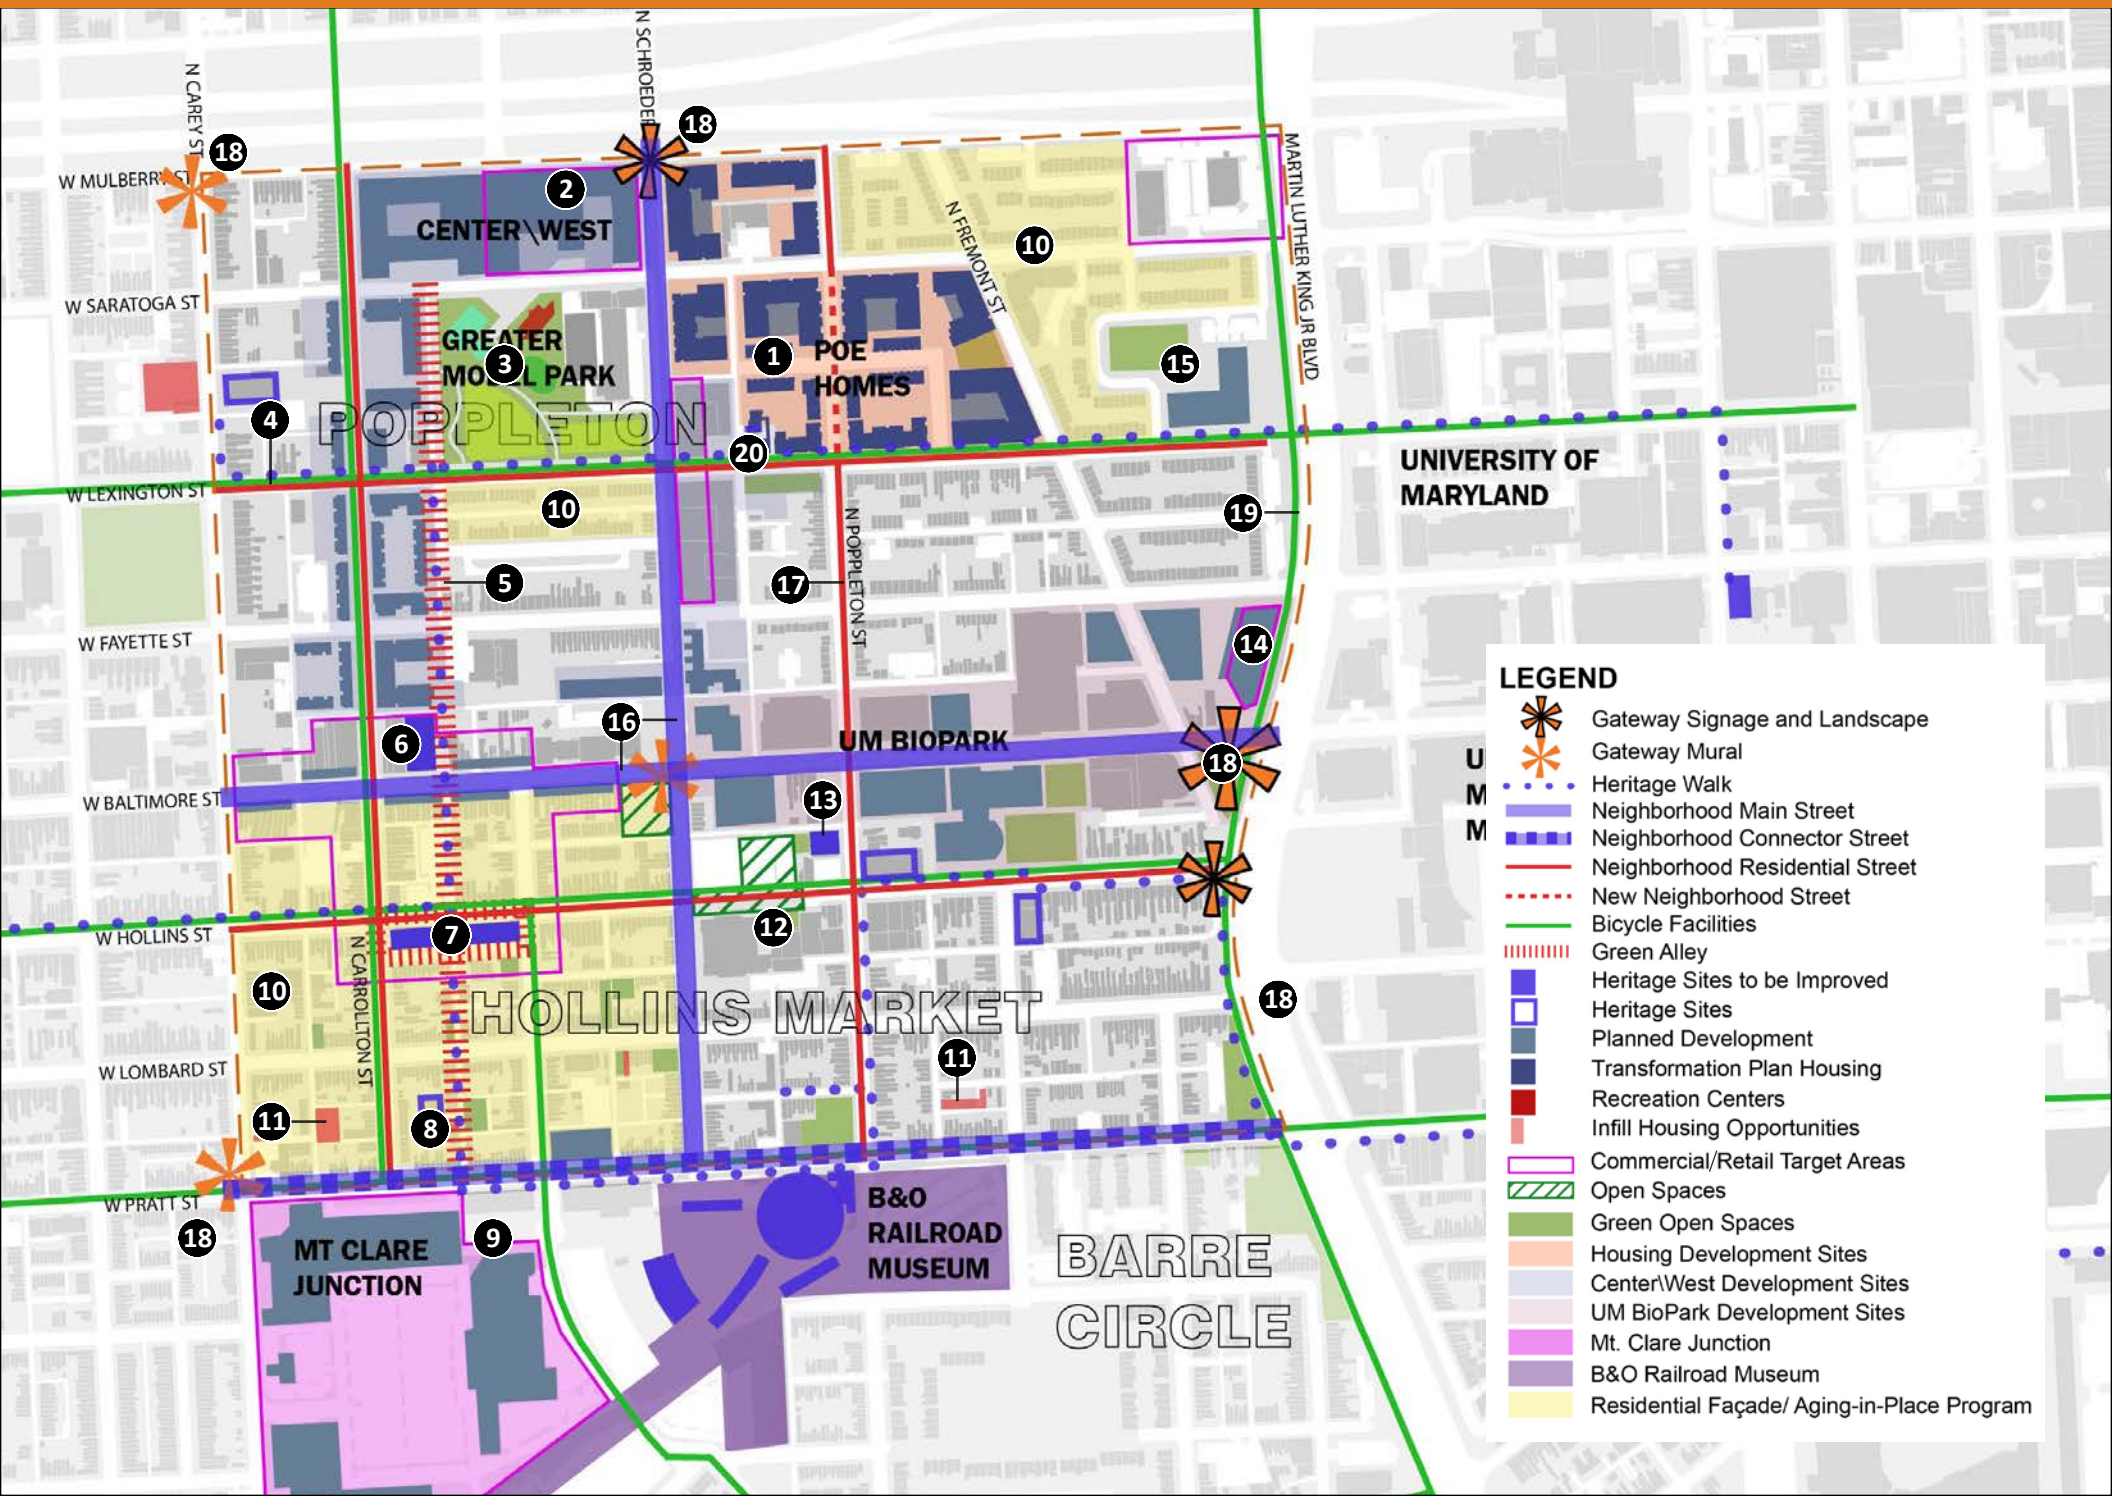 N CAREY ST
N SCHROEDER
18
18
W MULBERRY ST
2
CENTER\WEST
MARTIN LUTHER KING JR BLVD
N FREMONT ST
10
W SARATOGA ST
GREATER
MODEL PARK
3
1
POE
HOMES
15
4
POPPLETON
20
W LEXINGTON ST
UNIVERSITY OF
MARYLAND
10
19
N POPPLETON ST
5
17
W FAYETTE ST
14
16
6
UM BIOPARK
18
W BALTIMORE ST
13
U
M
M
W HOLLINS ST
7
12
N CARROLLTON ST
10
HOLLINS MARKET
18
W LOMBARD ST
11
11
8
W PRATT ST
18
9
MT CLARE
JUNCTION
B&O
RAILROAD
MUSEUM
BARRE
CIRCLE
LEGEND
Gateway Signage and Landscape
Gateway Mural
Heritage Walk
Neighborhood Main Street
Neighborhood Connector Street
Neighborhood Residential Street
New Neighborhood Street
Bicycle Facilities
Green Alley
Heritage Sites to be Improved
Heritage Sites
Planned Development
Transformation Plan Housing
Recreation Centers
Infill Housing Opportunities
Commercial/Retail Target Areas
Open Spaces
Green Open Spaces
Housing Development Sites
Center\West Development Sites
UM BioPark Development Sites
Mt. Clare Junction
B&O Railroad Museum
Residential Façade/ Aging-in-Place Program